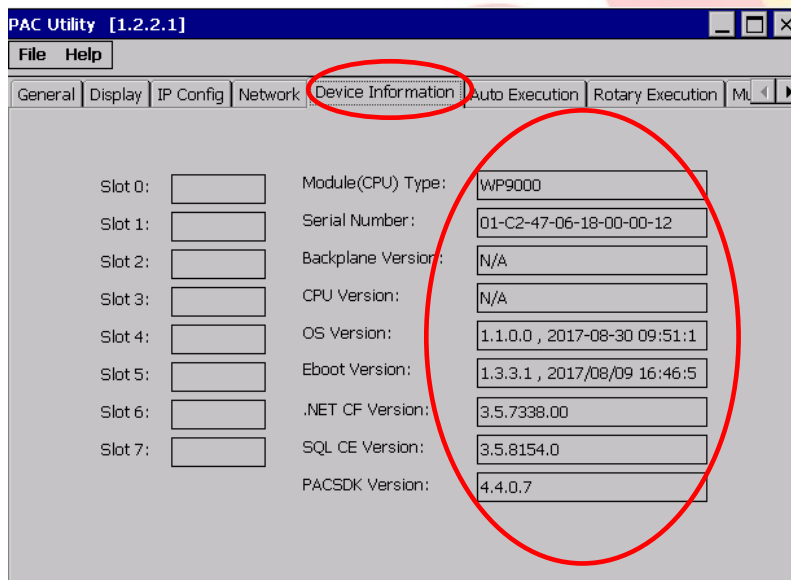 PAC Utility [1.2.2.1]
File Help
General Display IP Config Network Device Information Auto Execution Rotary Execution
Slot 0:
Slot 1:
Slot 2:
Slot 3:
Slot 4:
Slot 5:
Slot 6:
Slot 7:
Module(CPU) Type: WP9000
Serial Number: 01-C2-47-06-18-00-00-12
Backplane Version: N/A
CPU Version: N/A
OS Version: 1.1.0.0 , 2017-08-30 09:51:1
Eboot Version: 1.3.3.1 , 2017/08/09 16:46:5
.NET CF Version: 3.5.7338.00
SQL CE Version: 3.5.8154.0
PACSDK Version: 4.4.0.7